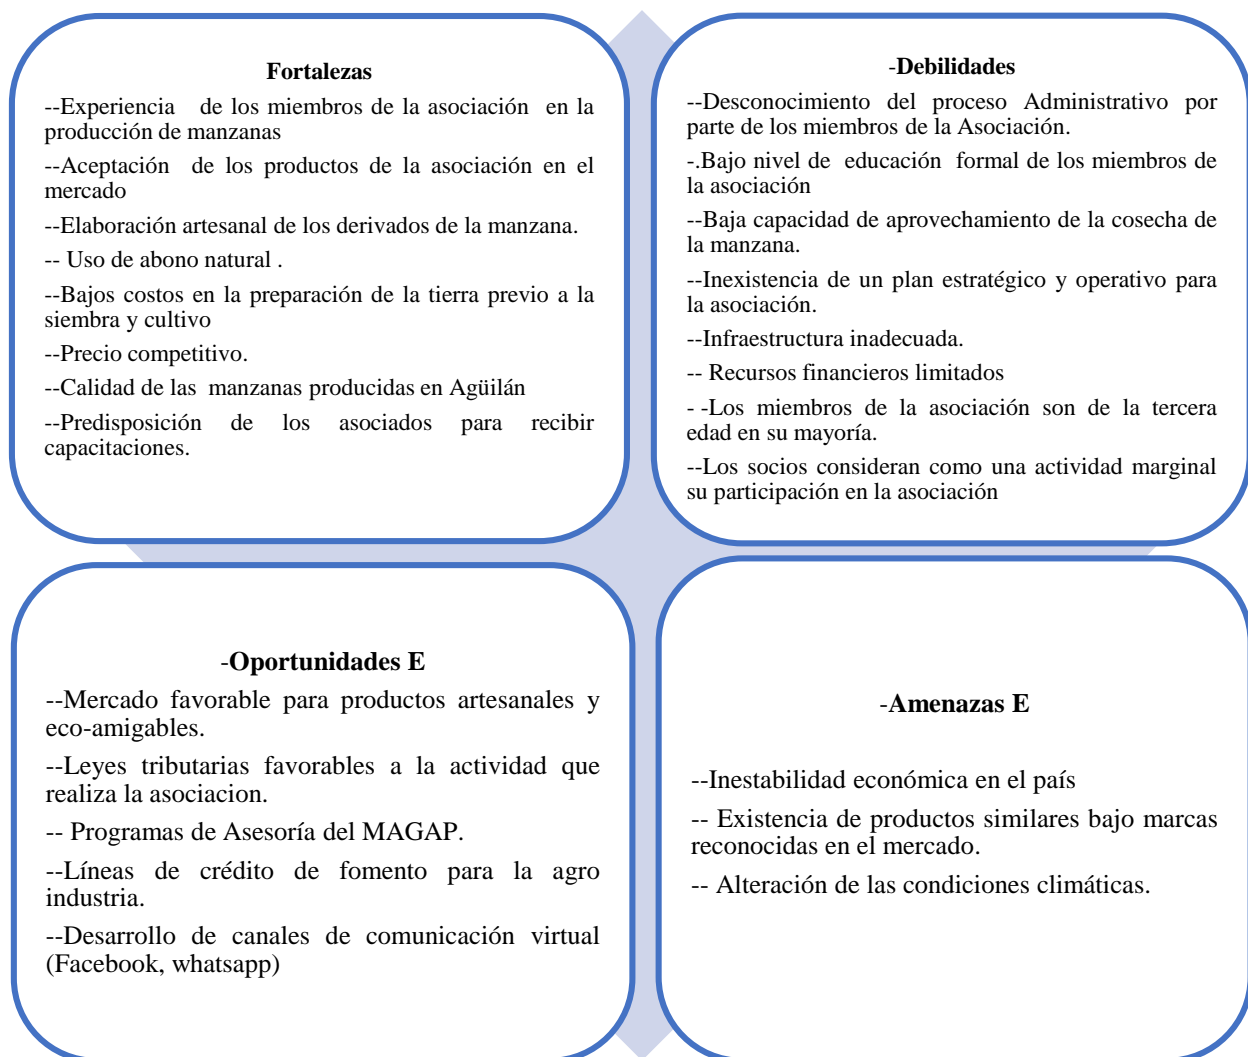 Fortalezas
--Experiencia de los miembros de la asociación en la
producción de manzanas
--Aceptación de los productos de la asociación en el
mercado
--Elaboración artesanal de los derivados de la manzana.
-- Uso de abono natural .
--Bajos costos en la preparación de la tierra previo a la
siembra y cultivo
--Precio competitivo.
--Calidad de las manzanas producidas en Agüilán
--Predisposición de los asociados para recibir
capacitaciones.
-Debilidades
--Desconocimiento del proceso Administrativo por
parte de los miembros de la Asociación.
-.Bajo nivel de educación formal de los miembros de
la asociación
--Baja capacidad de aprovechamiento de la cosecha de
la manzana.
--Inexistencia de un plan estratégico y operativo para
la asociación.
--Infraestructura inadecuada.
-- Recursos financieros limitados
- -Los miembros de la asociación son de la tercera
edad en su mayoría.
--Los socios consideran como una actividad marginal
su participación en la asociación
-Oportunidades E
--Mercado favorable para productos artesanales y
eco-amigables.
--Leyes tributarias favorables a la actividad que
realiza la asociacion.
-- Programas de Asesoría del MAGAP.
--Líneas de crédito de fomento para la agro
industria.
--Desarrollo de canales de comunicación virtual
(Facebook, whatsapp)
-Amenazas E
--Inestabilidad económica en el país
-- Existencia de productos similares bajo marcas
reconocidas en el mercado.
-- Alteración de las condiciones climáticas.